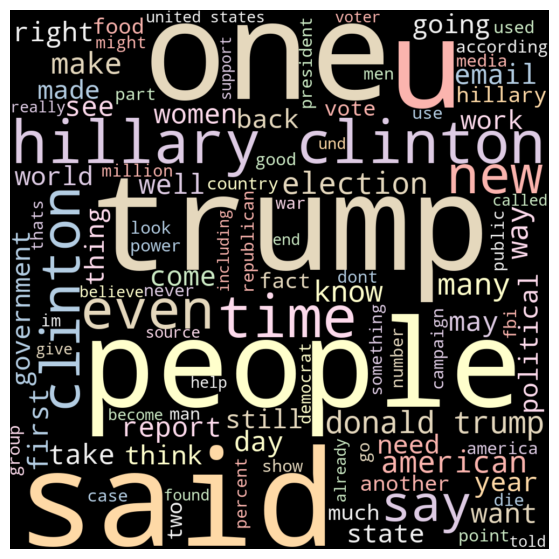 united states
voter
right
food
one
u
going
used
might
according
make
support
president
men
media
made
see
part
email
really
women
back
vote
use
hillary
hillary clinton
work
und
good
world
million
well
country
election
new
thats
clinton
thing
trump
war
called
look
power
including
republican
end
public
way
come
fact
dont
know
many
government
believe
never
even
time
im
source
something
number
campaign
may
fbi
political
give
people
help
democrat
first
become
man
report
still
donald trump
group
take
think
day
need
america
american
already
go
another
said
show
percent
say
year
case
found
two
much
want
die
state
point
told